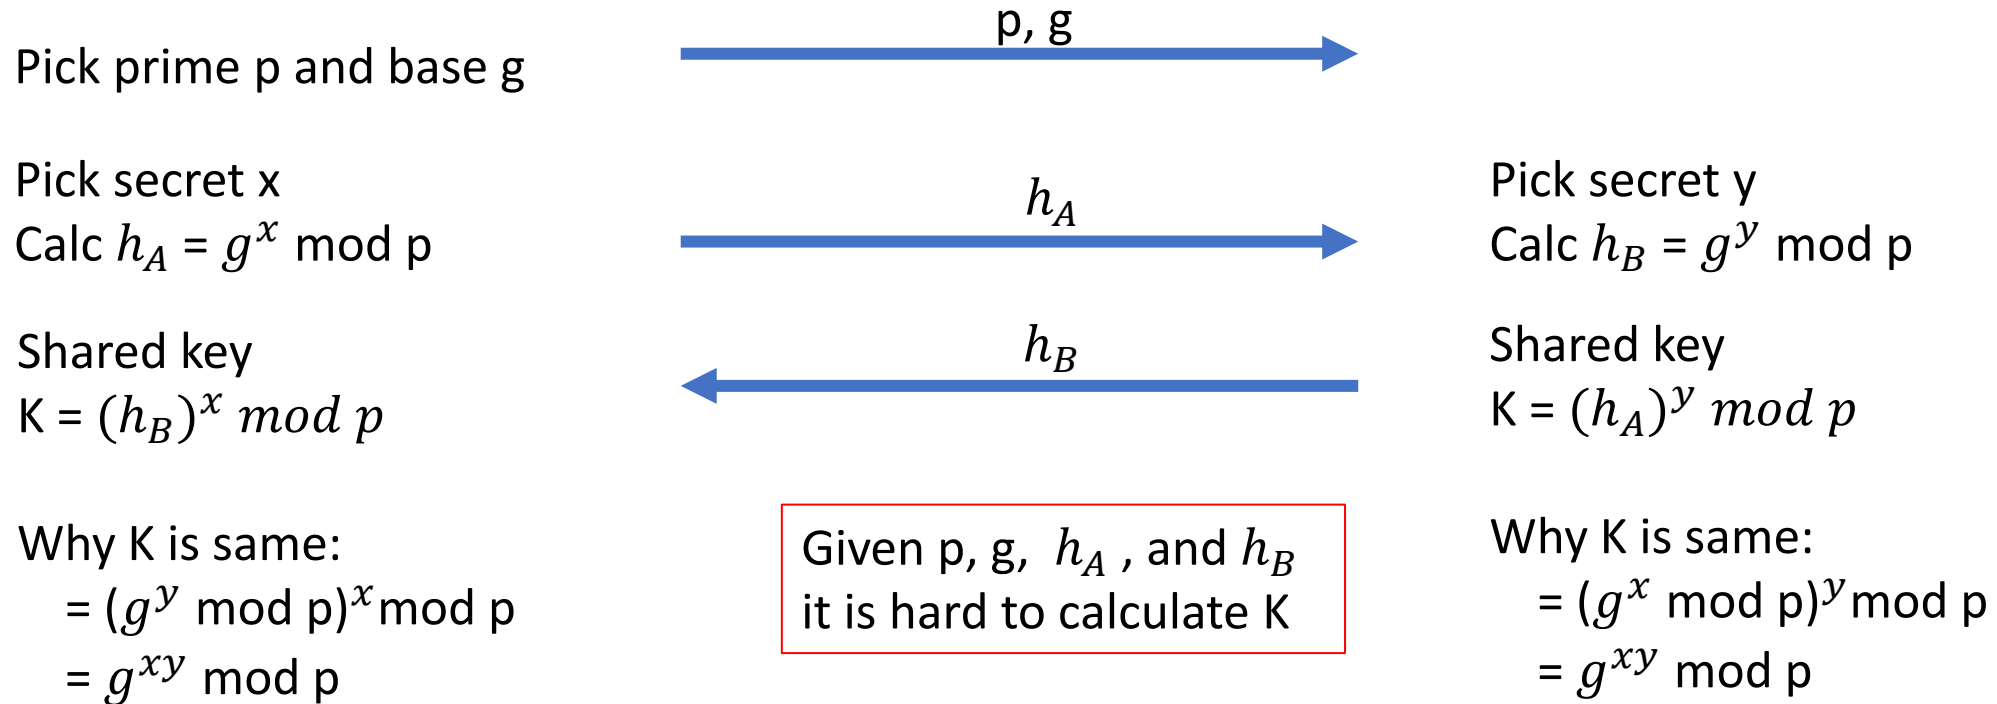 p, g
Pick prime p and base g
Pick secret x
Calc h_A = g^x mod p
h_A
Pick secret y
Calc h_B = g^y mod p
Shared key
K = (h_B)^x mod p
h_B
Shared key
K = (h_A)^y mod p
Why K is same:
= (g^y mod p)^x mod p
= g^xy mod p
Given p, g, h_A , and h_B
it is hard to calculate K
Why K is same:
= (g^x mod p)^y mod p
= g^xy mod p